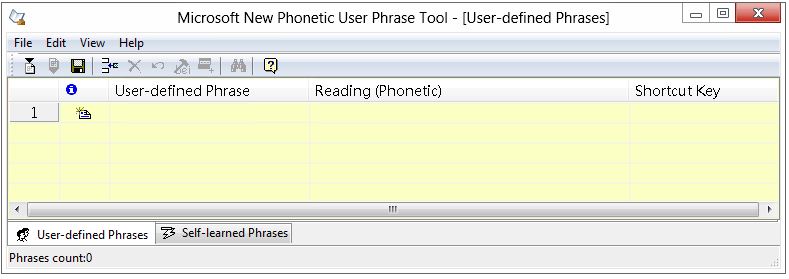 Microsoft New Phonetic User Phrase Tool - [User-defined Phrases]
File Edit View Help
User-defined Phrase Reading (Phonetic) Shortcut Key
1
User-defined Phrases Self-learned Phrases
Phrases count:0